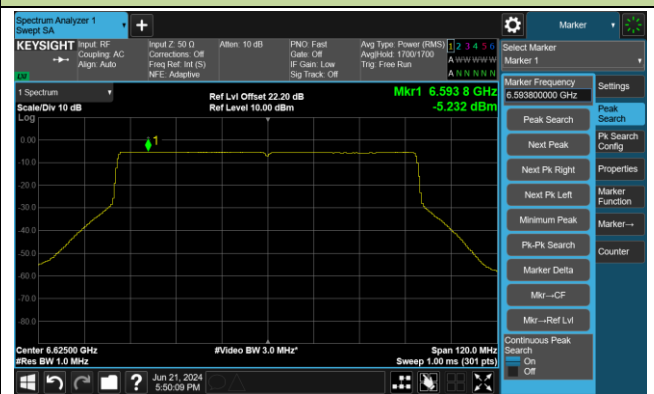 Spectrum Analyzer 1
Swept SA
Marker
KEYSIGHT
Input: RF
Coupling: AC
Align: Auto
Input Z: 50 Ω
Corrections: Off
Freq Ref: Int (S)
NFE: Adaptive
Atten: 10 dB
PNO: Fast
Gate: Off
IF Gain: Low
Sig Track: Off
Avg Type: Power (RMS)
Avg|Hold: 1700/1700
Trig: Free Run
1 2 3 4 5 6
A W W W W W
A N N N N N
LXI
Select Marker
Marker 1
1 Spectrum
Scale/Div 10 dB
Log
Ref Lvl Offset 22.20 dB
Ref Level 10.00 dBm
Mkr1 6.593 8 GHz
-5.232 dBm
0.00
-10.0
-20.0
-30.0
-40.0
-50.0
-60.0
-70.0
-80.0
1
Center 6.62500 GHz
#Res BW 1.0 MHz
#Video BW 3.0 MHz*
Span 120.0 MHz
Sweep 1.00 ms (301 pts)
Marker Frequency
6.593800000 GHz
Peak Search
Next Peak
Next Pk Right
Next Pk Left
Minimum Peak
Pk-Pk Search
Marker Delta
Mkr→CF
Mkr→Ref Lvl
Continuous Peak
Search
On
Off
Settings
Peak
Search
Pk Search
Config
Properties
Marker
Function
Marker→
Counter
?
Jun 21, 2024
5:50:09 PM